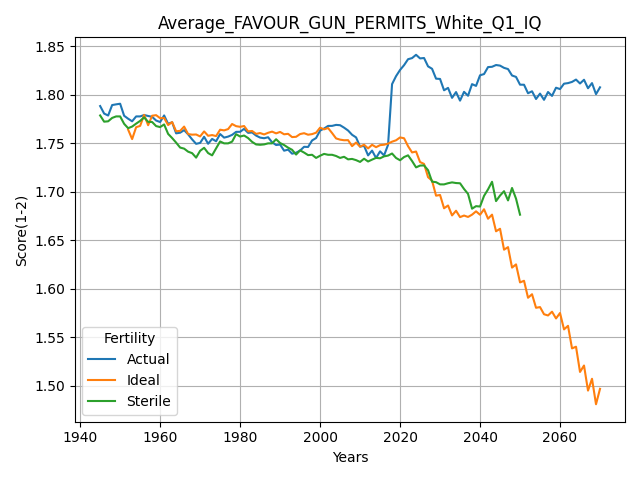 Average_FAVOUR_GUN_PERMITS_White_Q1_IQ
Score(1-2)
1.85
1.80
1.75
1.70
1.65
1.60
1.55
1.50
Fertility
Actual
Ideal
Sterile
1940 1960 1980 2000 2020 2040 2060
Years